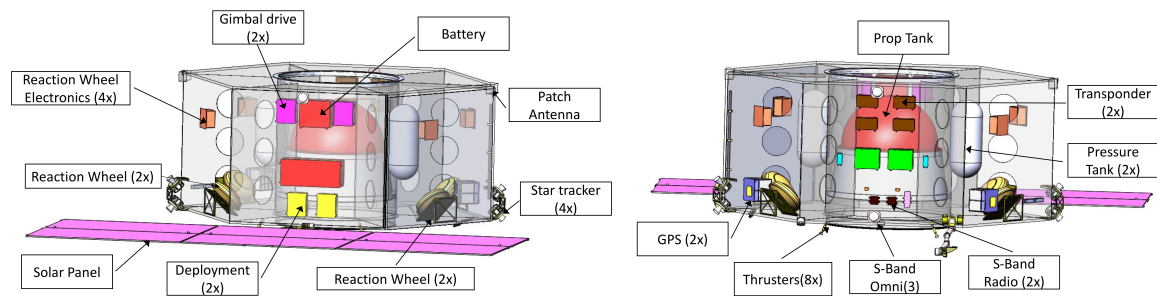 Gimbal drive
(2x)
Battery
Reaction Wheel
Electronics (4x)
Patch
Antenna
Reaction Wheel (2x)
Star tracker
(4x)
Solar Panel
Deployment
(2x)
Reaction Wheel (2x)
Prop Tank
Transponder
(2x)
Pressure
Tank (2x)
GPS (2x)
Thrusters(8x)
S-Band
Omni(3)
S-Band
Radio (2x)